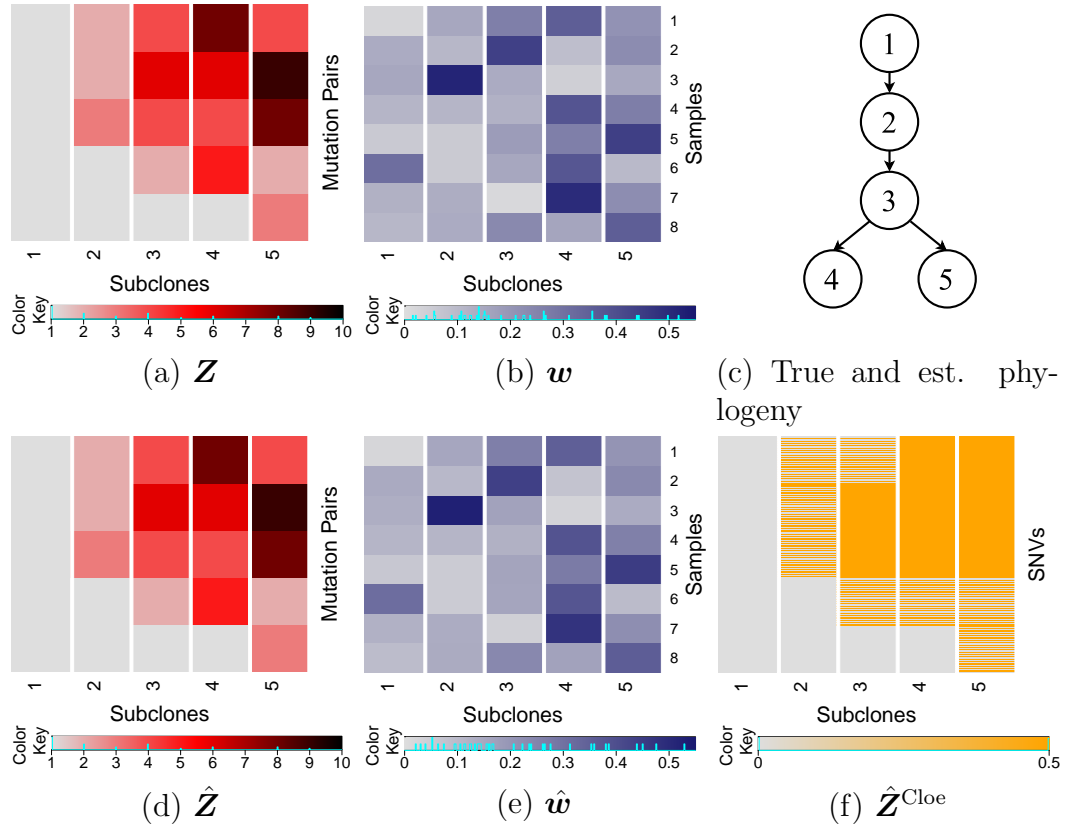 Mutation Pairs
1 2 3 4 5
Subclones
Color Key
1 2 3 4 5 6 7 8 9 10
(a) Z
1 2 3 4 5 6 7 8
Samples
1 2 3 4 5
Subclones
Color Key
0 0.1 0.2 0.3 0.4 0.5
(b) w
1
2
3
4 5
(c) True and est. phy-
logeny
Mutation Pairs
1 2 3 4 5
Subclones
Color Key
1 2 3 4 5 6 7 8 9 10
(d) Ẑ
1 2 3 4 5 6 7 8
Samples
1 2 3 4 5
Subclones
Color Key
0 0.1 0.2 0.3 0.4 0.5
(e) ŵ
SNVs
1 2 3 4 5
Subclones
Color Key
0 0.5
(f) Ẑ^Cloe